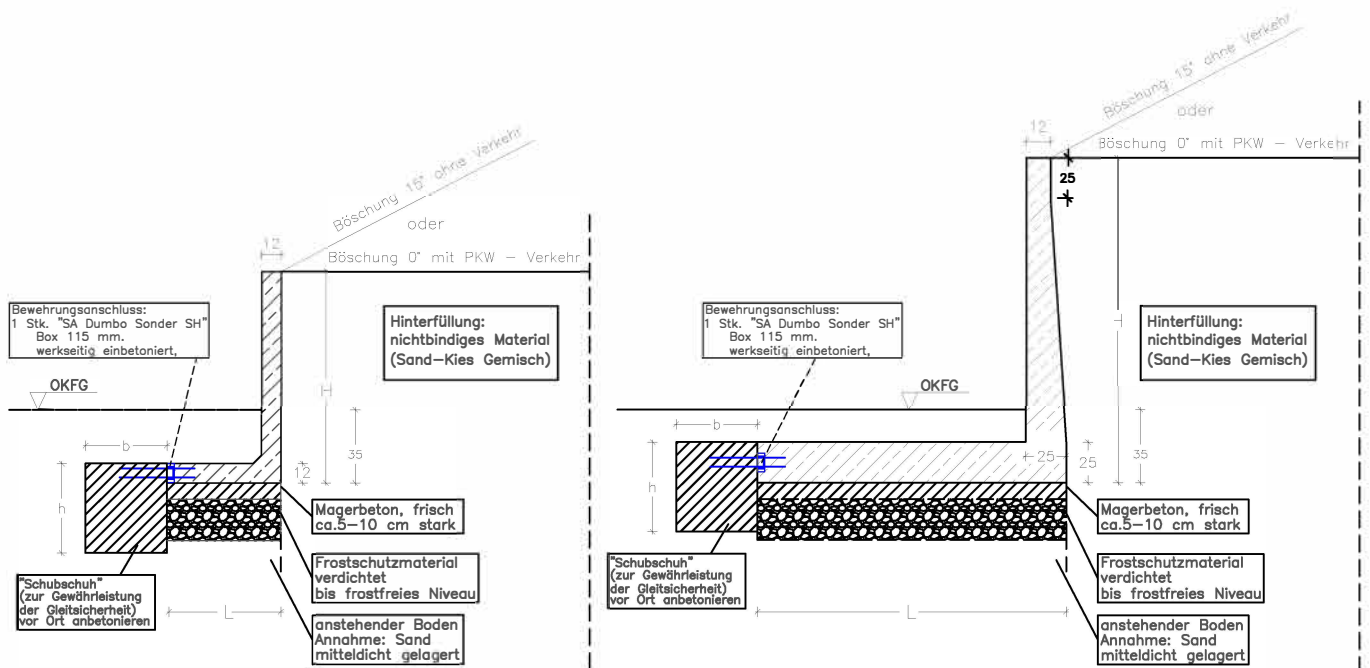 Böschung 15° ohne Verkehr
oder
Böschung 0° mit PKW – Verkehr
12
Bewehrungsanschluss:
1 Stk. "SA Dumbo Sonder SH"
Box 115 mm.
werkseitig einbetoniert,
Hinterfüllung:
nichtbindiges Material
(Sand–Kies Gemisch)
OKFG
H
b
35
12
h
Magerbeton, frisch
ca.5–10 cm stark
"Schubschuh"
(zur Gewährleistung
der Gleitsicherheit)
vor Ort anbetonieren
Frostschutzmaterial
verdichtet
bis frostfreies Niveau
L
anstehender Boden
Annahme: Sand
mitteldicht gelagert
Böschung 15° ohne Verkehr
oder
Böschung 0° mit PKW – Verkehr
12
25
Bewehrungsanschluss:
1 Stk. "SA Dumbo Sonder SH"
Box 115 mm.
werkseitig einbetoniert,
Hinterfüllung:
nichtbindiges Material
(Sand–Kies Gemisch)
H
OKFG
b
25
25
35
h
Magerbeton, frisch
ca.5–10 cm stark
"Schubschuh"
(zur Gewährleistung
der Gleitsicherheit)
vor Ort anbetonieren
Frostschutzmaterial
verdichtet
bis frostfreies Niveau
L
anstehender Boden
Annahme: Sand
mitteldicht gelagert